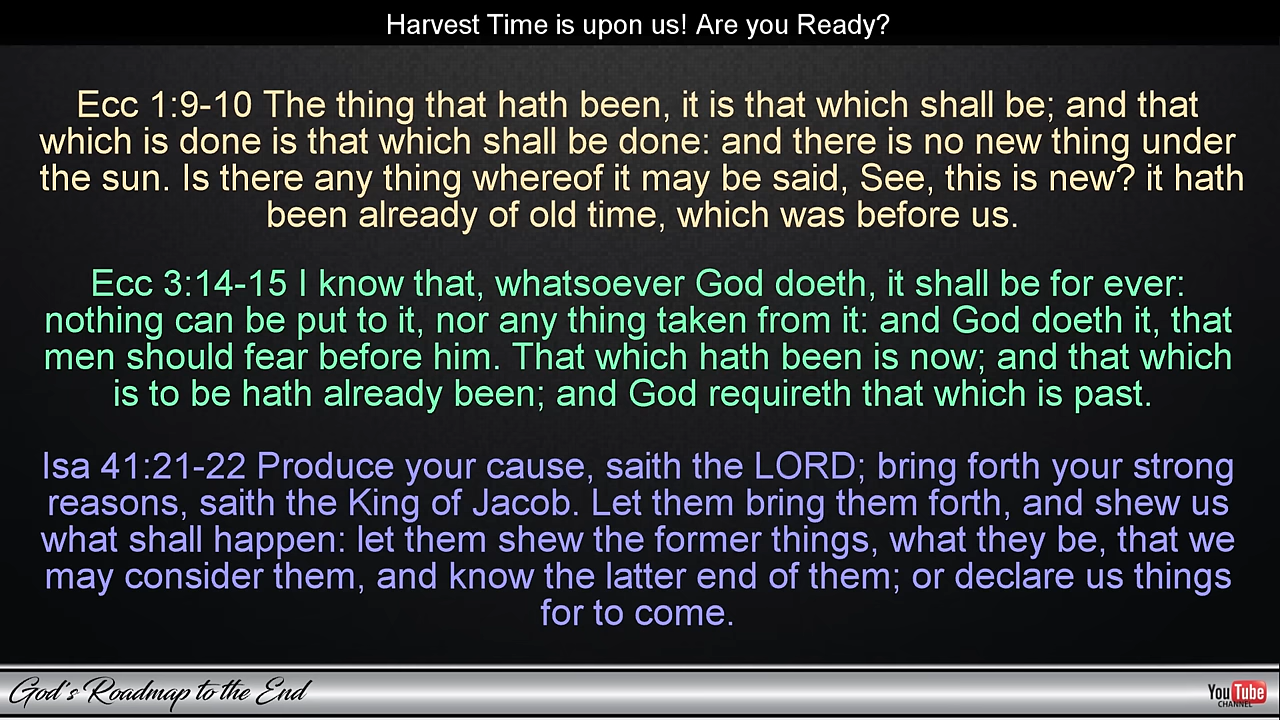 Harvest Time is upon us! Are you Ready?
Ecc 1:9-10 The thing that hath been, it is that which shall be; and that
which is done is that which shall be done: and there is no new thing under
the sun. Is there any thing whereof it may be said, See, this is new? it hath
been already of old time, which was before us.
Ecc 3:14-15 I know that, whatsoever God doeth, it shall be for ever:
nothing can be put to it, nor any thing taken from it: and God doeth it, that
men should fear before him. That which hath been is now; and that which
is to be hath already been; and God requireth that which is past.
Isa 41:21-22 Produce your cause, saith the LORD; bring forth your strong
reasons, saith the King of Jacob. Let them bring them forth, and shew us
what shall happen: let them shew the former things, what they be, that we
may consider them, and know the latter end of them; or declare us things
for to come.
God's Roadmap to the End
YouTube
CHANNEL